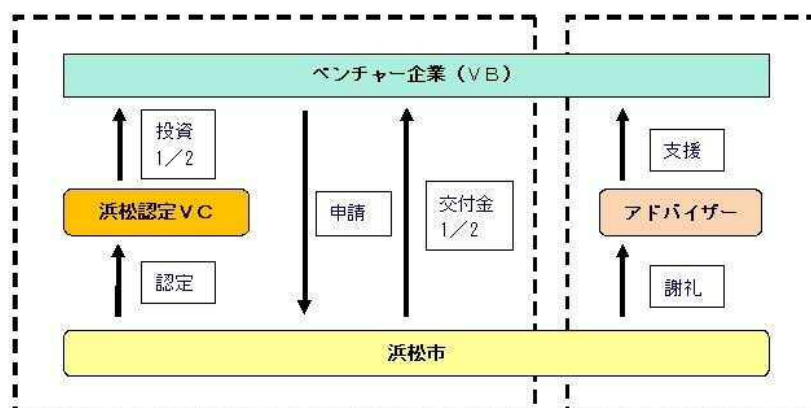 ベンチャー企業（ＶＢ）
投資
１／２
浜松認定ＶＣ
認定
申請
交付金
１／２
支援
アドバイザー
謝礼
浜松市